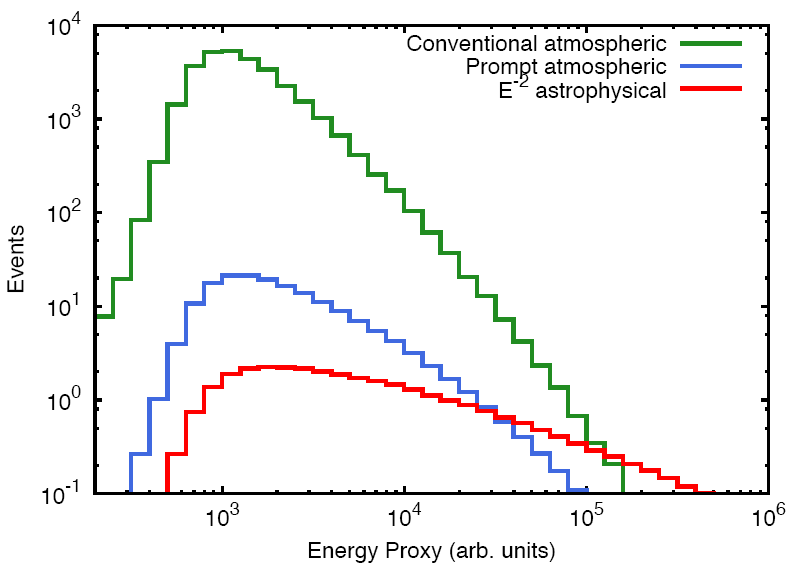 10^4
10^3
10^2
10^1
10^0
10^-1
Events
Conventional atmospheric
Prompt atmospheric
E^-2 astrophysical
10^3 10^4 10^5 10^6
Energy Proxy (arb. units)